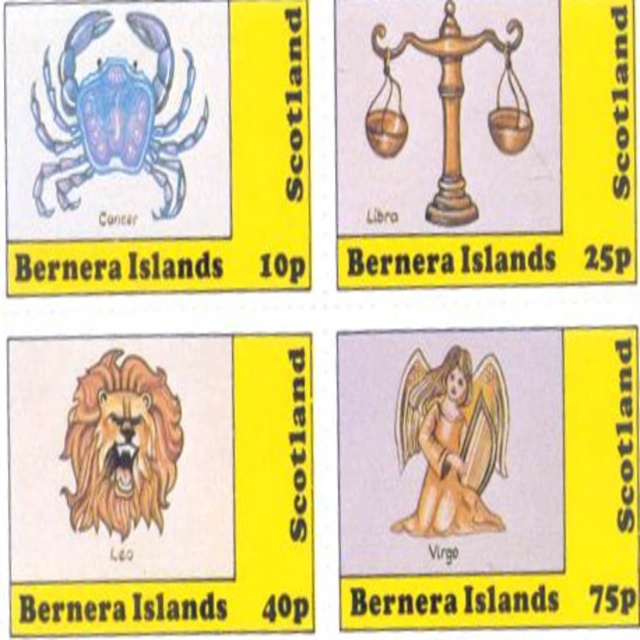 Cancer
Scotland
Bernera Islands 10p
Libra
Scotland
Bernera Islands 25p
Leo
Scotland
Bernera Islands 40p
Virgo
Scotland
Bernera Islands 75p